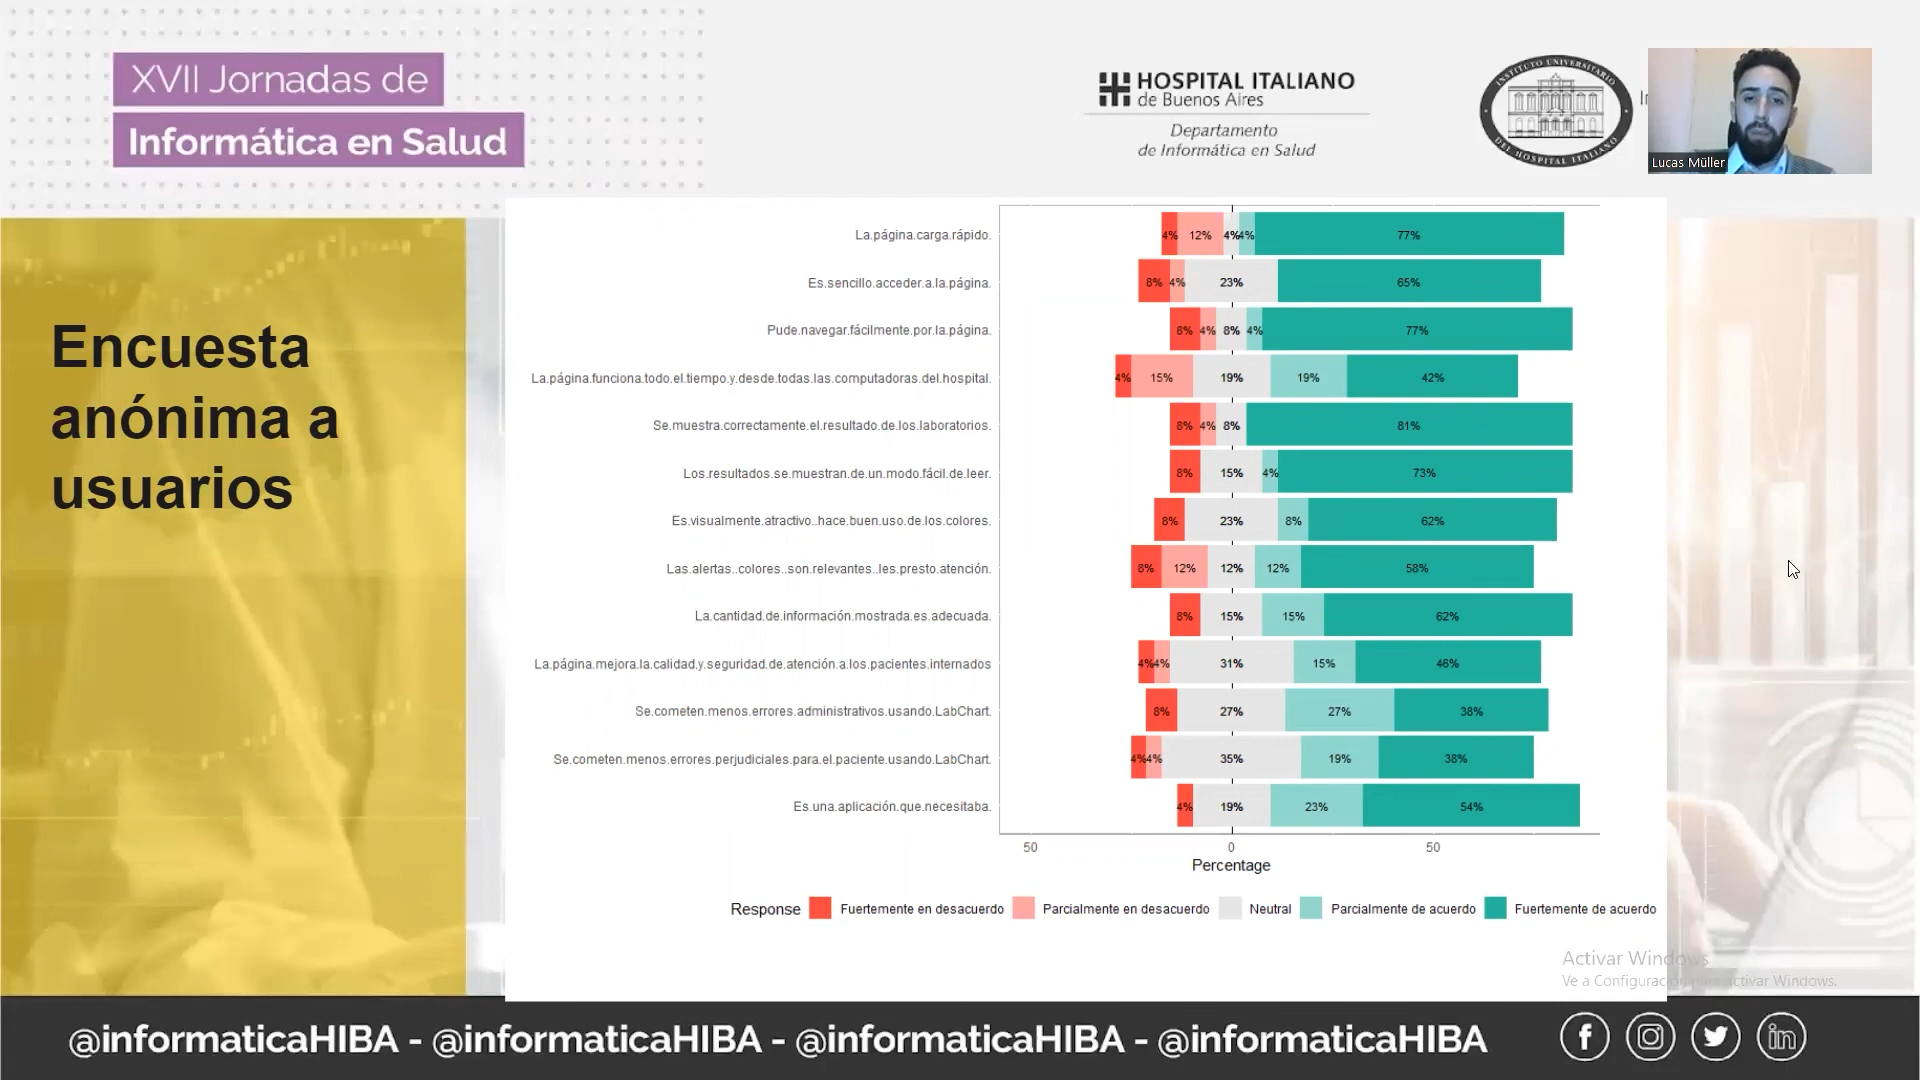 XVII Jornadas de
Informática en Salud
HOSPITAL ITALIANO
de Buenos Aires
Departamento
de Informática en Salud
INSTITUTO UNIVERSITARIO
DEL HOSPITAL ITALIANO
Lucas Müller
Encuesta
anónima a
usuarios
La.página.carga.rápido. 4% 12% 4% 4% 77%
Es.sencillo.acceder.a.la.página. 8% 4% 23% 65%
Pude.navegar.fácilmente.por.la.página. 8% 4% 8% 4% 77%
La.página.funciona.todo.el.tiempo.y.desde.todas.las.computadoras.del.hospital. 4% 15% 19% 19% 42%
Se.muestra.correctamente.el.resultado.de.los.laboratorios. 8% 4% 8% 81%
Los.resultados.se.muestran.de.un.modo.fácil.de.leer. 8% 15% 4% 73%
Es.visualmente.atractivo..hace.buen.uso.de.los.colores. 8% 23% 8% 62%
Las.alertas..colores..son.relevantes..les.presto.atención. 8% 12% 12% 12% 58%
La.cantidad.de.información.mostrada.es.adecuada. 8% 15% 15% 62%
La.página.mejora.la.calidad.y.seguridad.de.atención.a.los.pacientes.internados 4% 4% 31% 15% 46%
Se.cometen.menos.errores.administrativos.usando.LabChart. 8% 27% 27% 38%
Se.cometen.menos.errores.perjudiciales.para.el.paciente.usando.LabChart. 4% 4% 35% 19% 38%
Es.una.aplicación.que.necesitaba. 4% 19% 23% 54%
50 0 50
Percentage
Response Fuertemente en desacuerdo Parcialmente en desacuerdo Neutral Parcialmente de acuerdo Fuertemente de acuerdo
Activar Windows
Ve a Configuración para activar Windows.
@informaticaHIBA - @informaticaHIBA - @informaticaHIBA - @informaticaHIBA